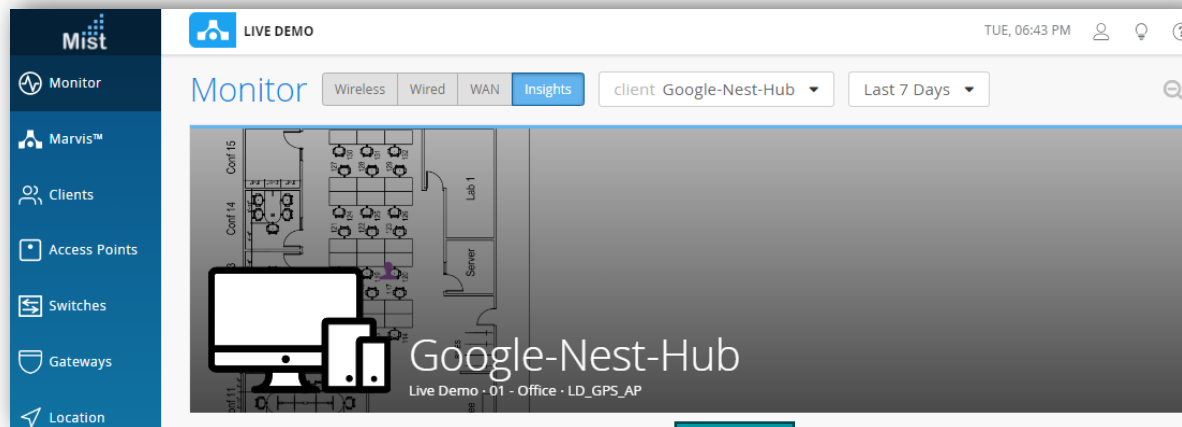 Mist
LIVE DEMO
TUE, 06:43 PM
Monitor
Marvis™
Clients
Access Points
Switches
Gateways
Location
Monitor
Wireless
Wired
WAN
Insights
client Google-Nest-Hub
Last 7 Days
Conf 15
Conf 14
Lab 1
Server
Conf 11
Google-Nest-Hub
Live Demo · 01 - Office · LD_GPS_AP